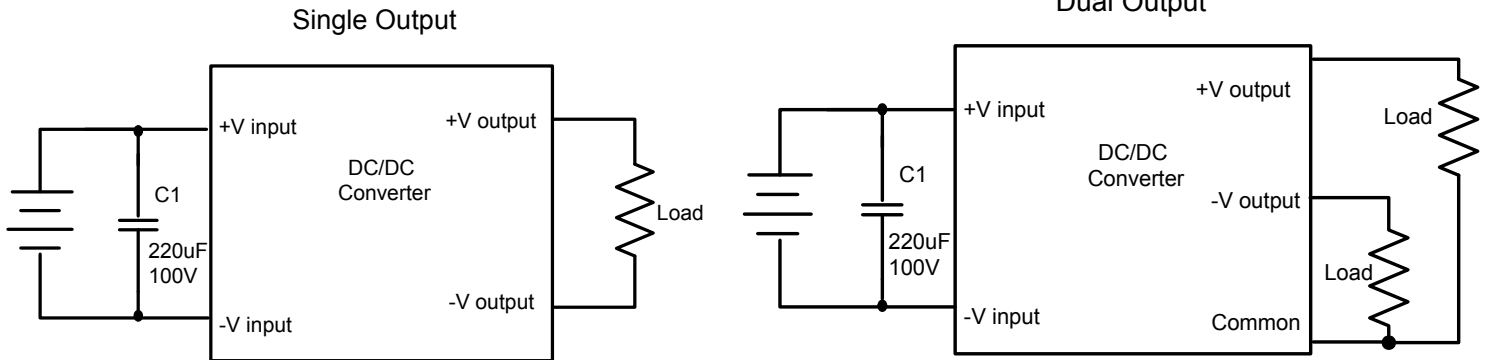 Single Output
+V input
+V output
DC/DC
Converter
C1
220uF
100V
Load
-V output
-V input
Dual Output
+V input
+V output
Load
DC/DC
Converter
C1
-V output
220uF
100V
Load
-V input
Common